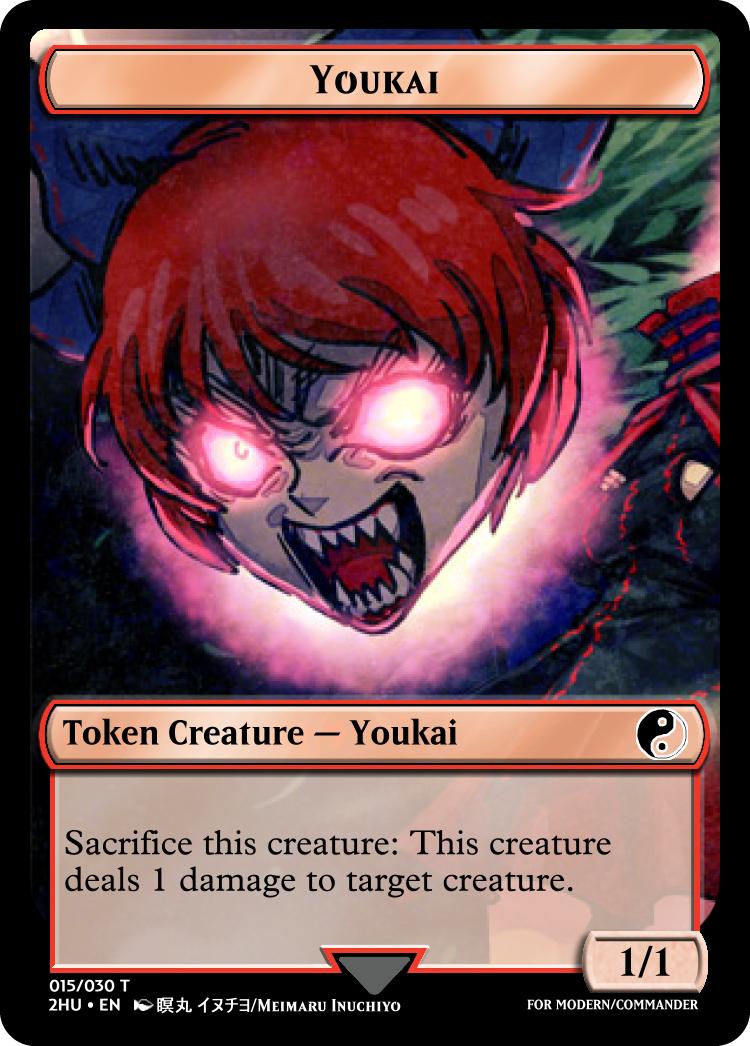 Youkai
Token Creature — Youkai
Sacrifice this creature: This creature
deals 1 damage to target creature.
1/1
015/030 T
2HU • EN 瞑丸 イヌチヨ/Meimaru Inuchiyo
FOR MODERN/COMMANDER